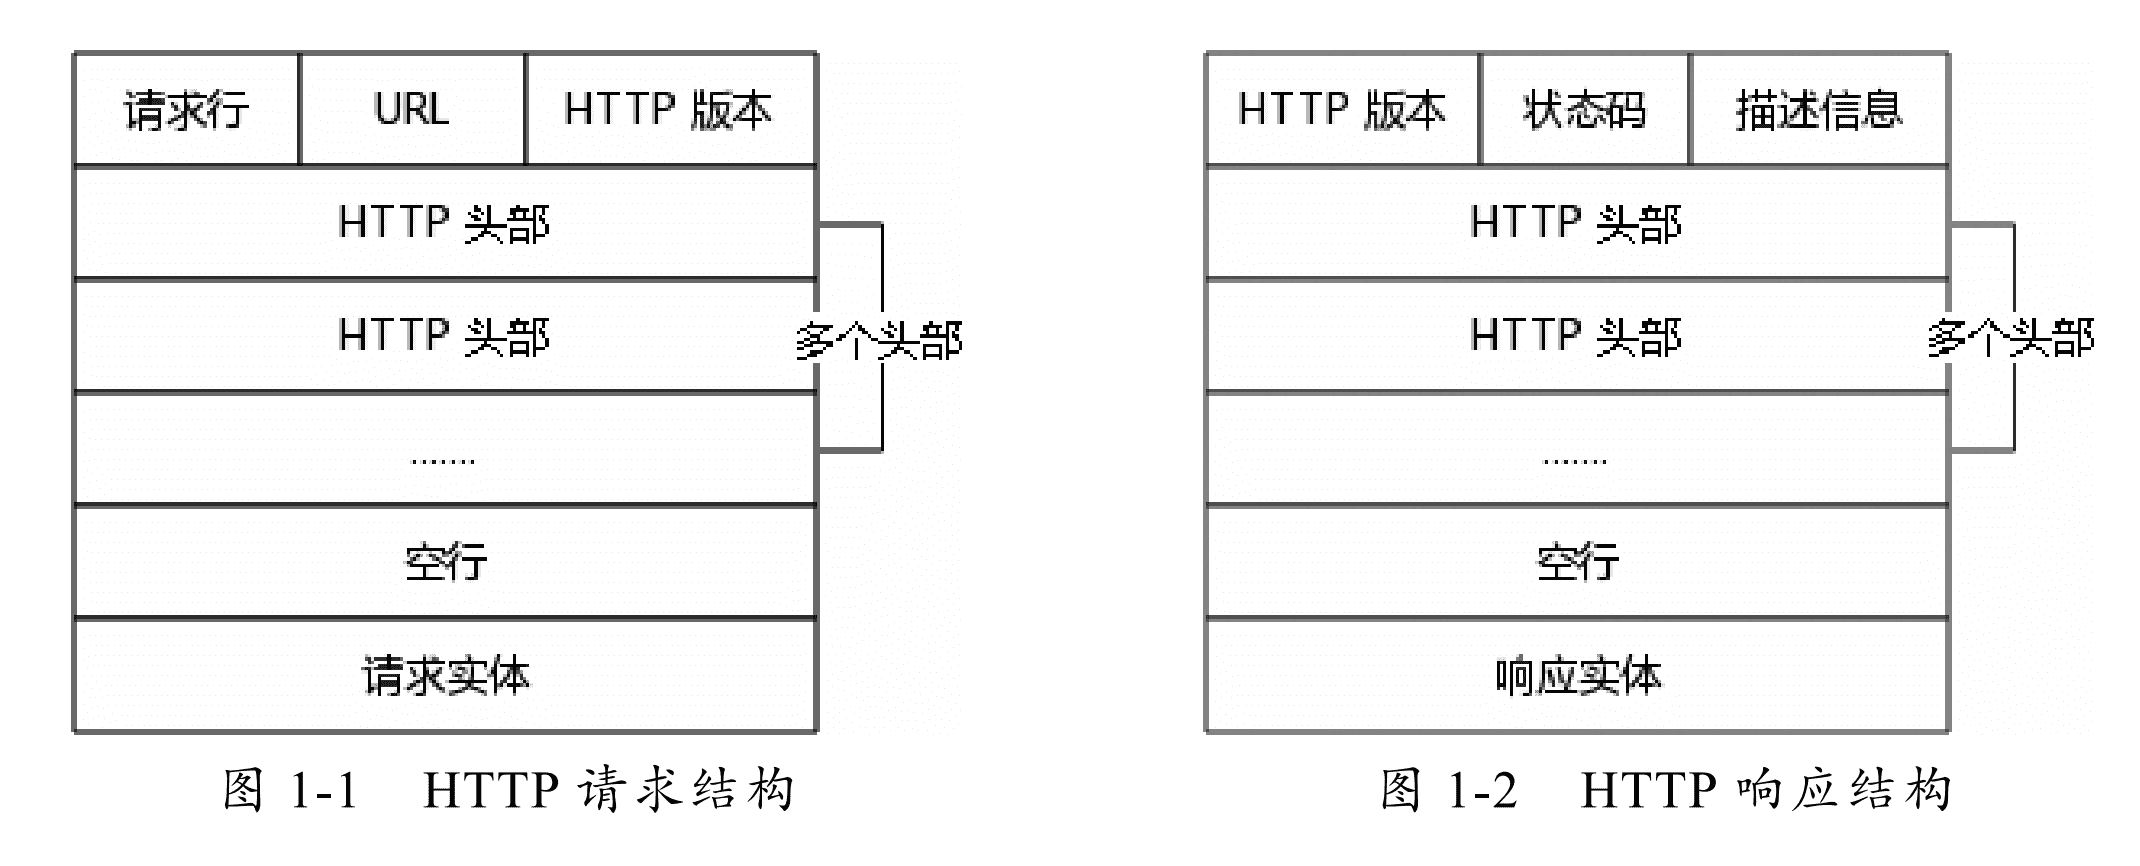 请求行 URL HTTP 版本
HTTP 头部
HTTP 头部
多个头部
........
空行
请求实体
图 1-1 HTTP 请求结构
HTTP 版本 状态码 描述信息
HTTP 头部
HTTP 头部
多个头部
........
空行
响应实体
图 1-2 HTTP 响应结构